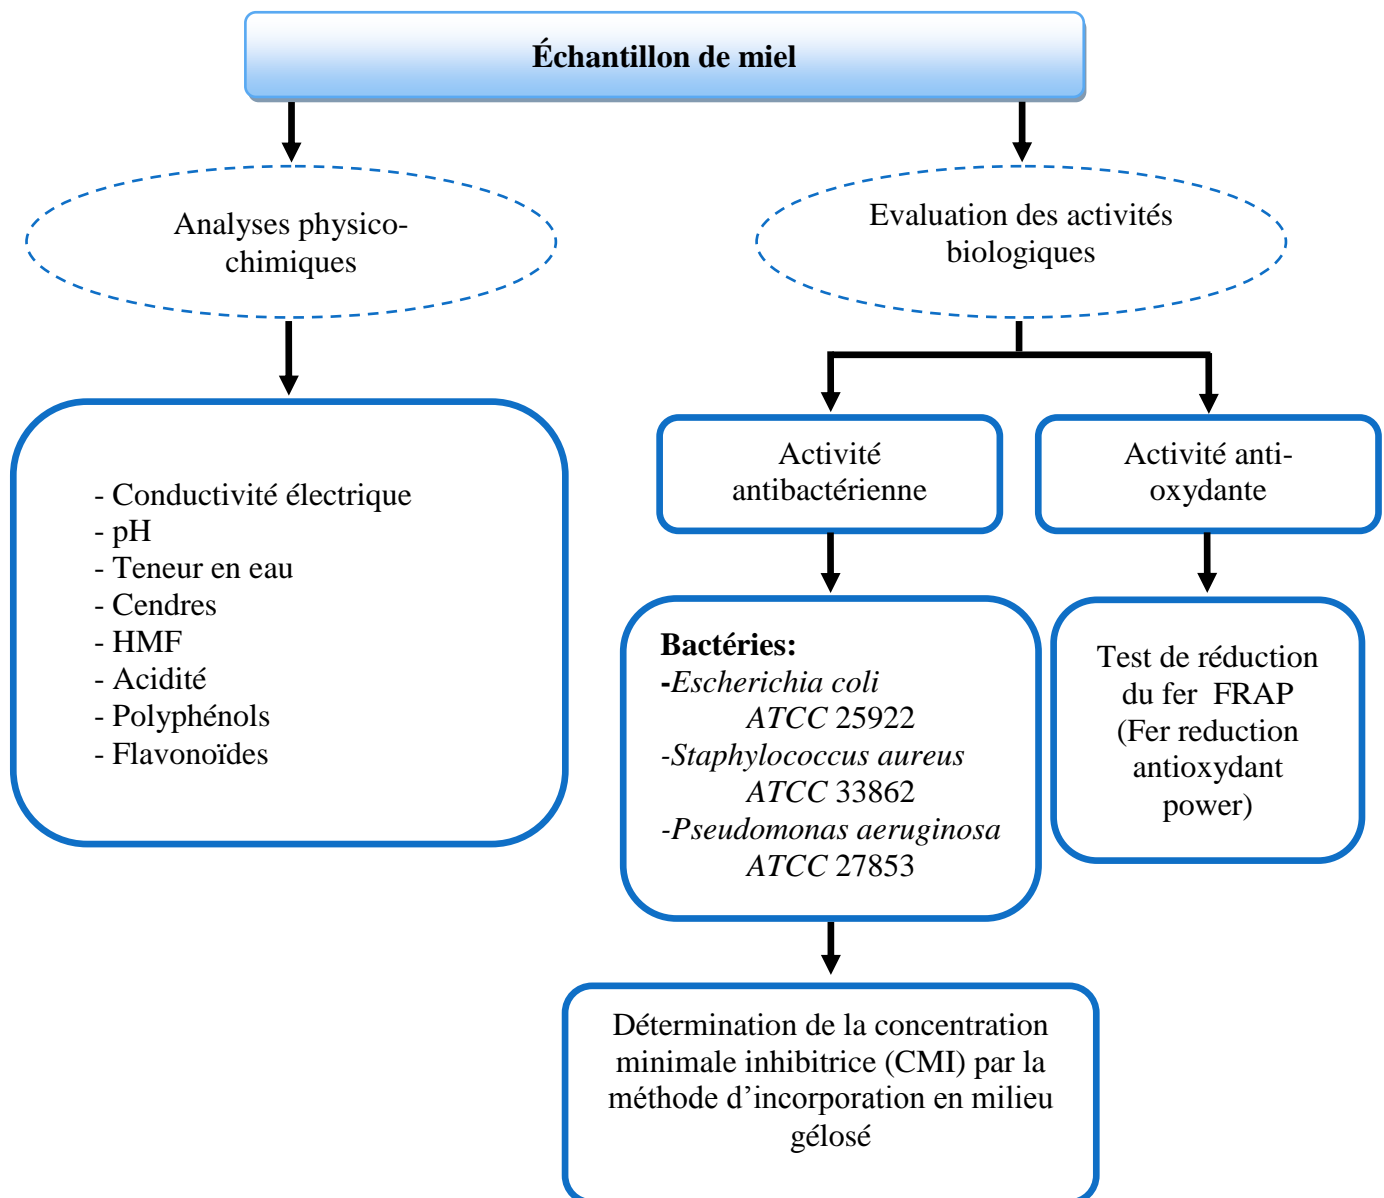 Échantillon de miel
Analyses physico-
chimiques
Evaluation des activités
biologiques
- Conductivité électrique
- pH
- Teneur en eau
- Cendres
- HMF
- Acidité
- Polyphénols
- Flavonoïdes
Activité
antibactérienne
Activité anti-
oxydante
Bactéries:
-Escherichia coli
ATCC 25922
-Staphylococcus aureus
ATCC 33862
-Pseudomonas aeruginosa
ATCC 27853
Test de réduction
du fer  FRAP
(Fer reduction
antioxydant
power)
Détermination de la concentration
minimale inhibitrice (CMI) par la
méthode d’incorporation en milieu
gélosé